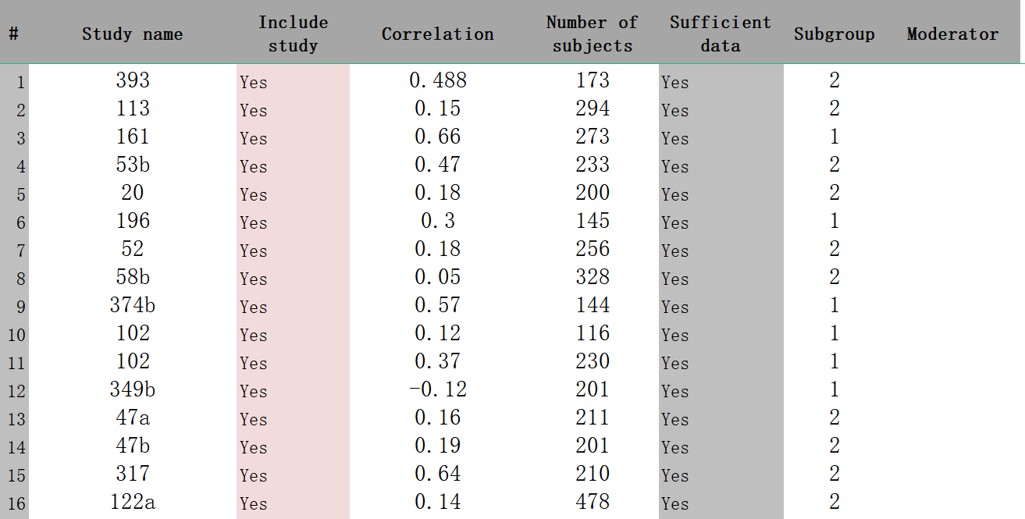 # Study name Include study Correlation Number of subjects Sufficient data Subgroup Moderator
1 393 Yes 0.488 173 Yes 2
2 113 Yes 0.15 294 Yes 2
3 161 Yes 0.66 273 Yes 1
4 53b Yes 0.47 233 Yes 2
5 20 Yes 0.18 200 Yes 2
6 196 Yes 0.3 145 Yes 1
7 52 Yes 0.18 256 Yes 2
8 58b Yes 0.05 328 Yes 2
9 374b Yes 0.57 144 Yes 1
10 102 Yes 0.12 116 Yes 1
11 102 Yes 0.37 230 Yes 1
12 349b Yes -0.12 201 Yes 1
13 47a Yes 0.16 211 Yes 2
14 47b Yes 0.19 201 Yes 2
15 317 Yes 0.64 210 Yes 2
16 122a Yes 0.14 478 Yes 2